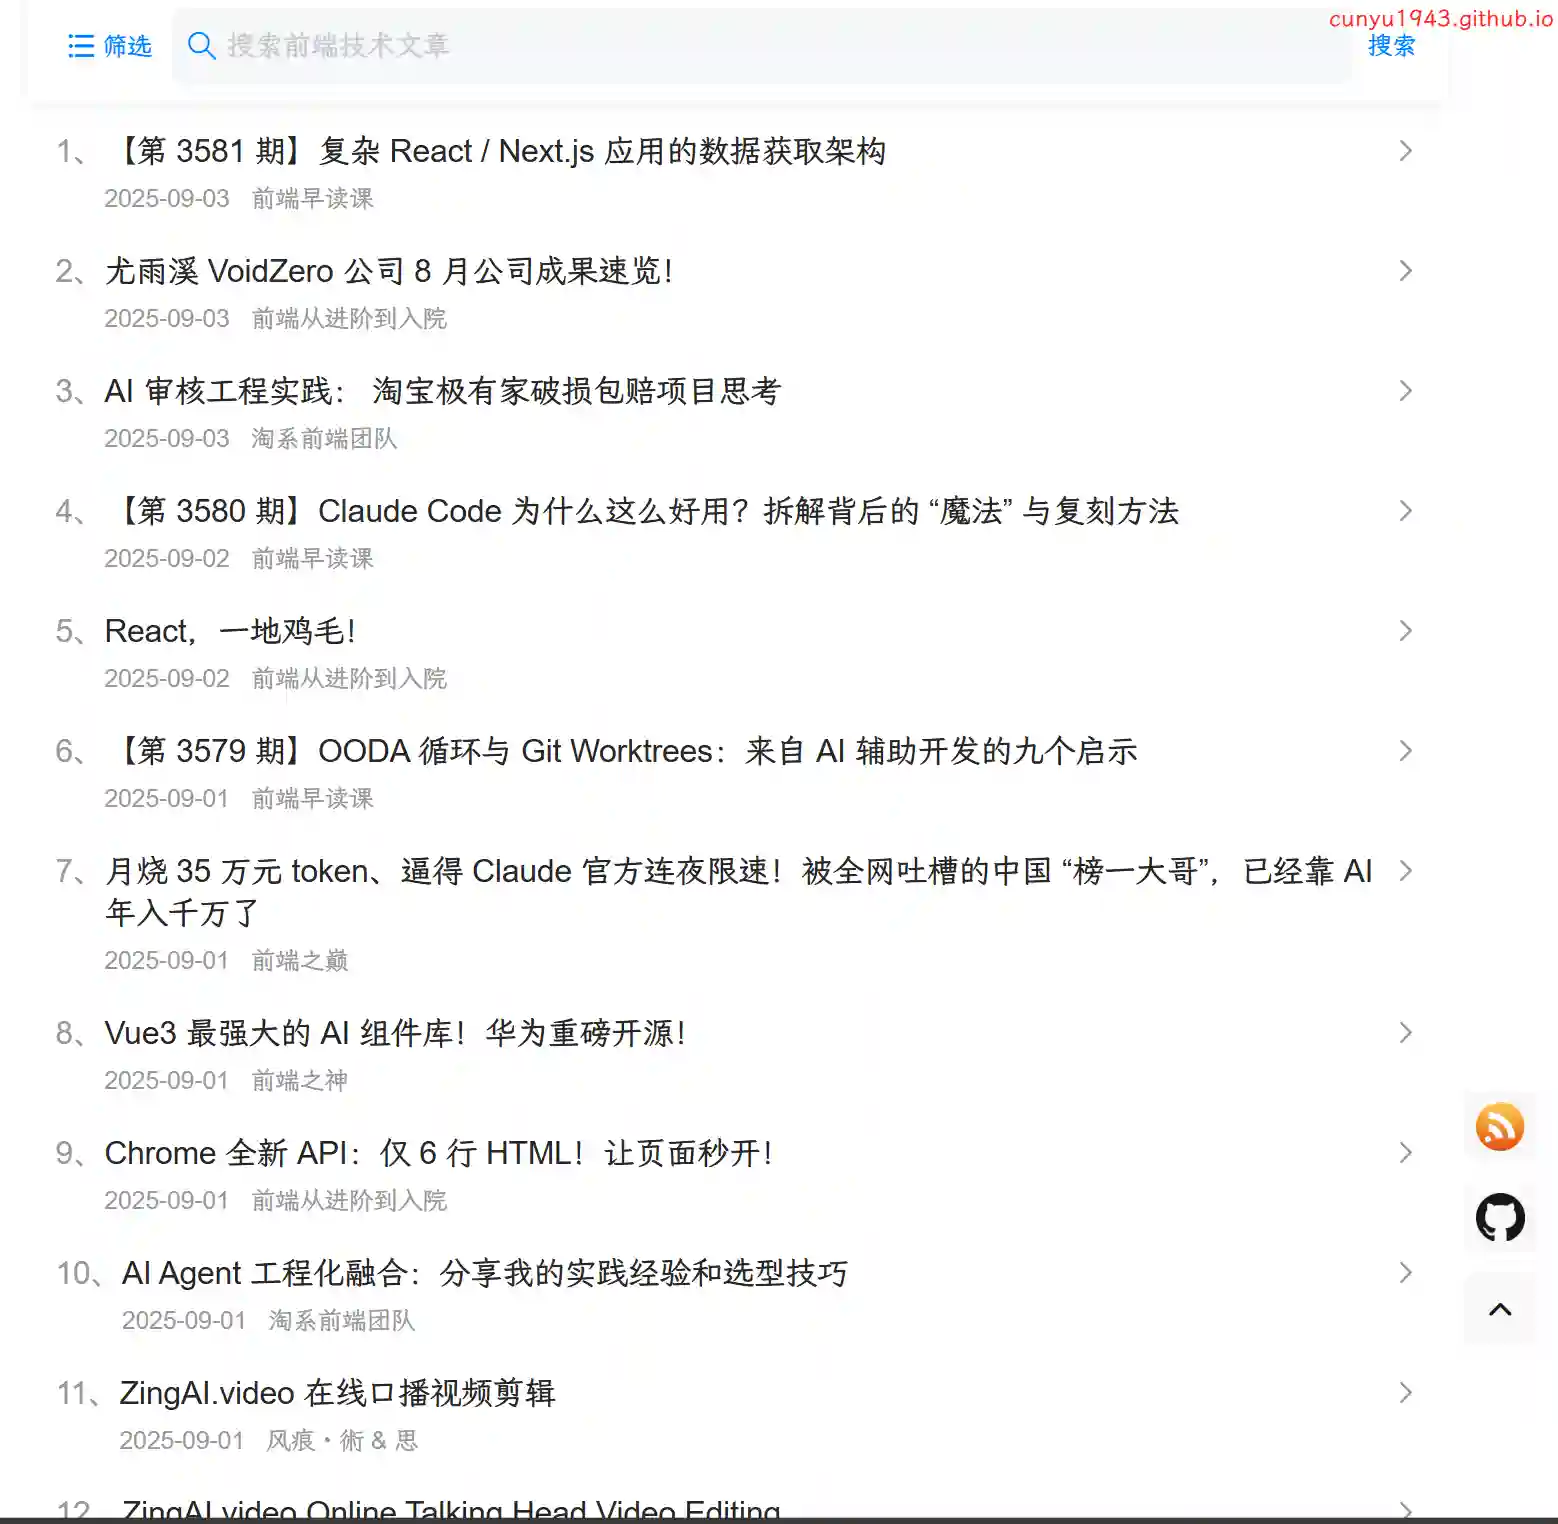 cunyu1943.github.io
筛选 搜索前端技术文章 搜索
1、【第 3581 期】复杂 React / Next.js 应用的数据获取架构
2025-09-03 前端早读课
2、尤雨溪 VoidZero 公司 8 月公司成果速览！
2025-09-03 前端从进阶到入院
3、AI 审核工程实践： 淘宝极有家破损包赔项目思考
2025-09-03 淘系前端团队
4、【第 3580 期】Claude Code 为什么这么好用？拆解背后的 “魔法” 与复刻方法
2025-09-02 前端早读课
5、React，一地鸡毛！
2025-09-02 前端从进阶到入院
6、【第 3579 期】OODA 循环与 Git Worktrees：来自 AI 辅助开发的九个启示
2025-09-01 前端早读课
7、月烧 35 万元 token、逼得 Claude 官方连夜限速！被全网吐槽的中国 “榜一大哥”，已经靠 AI
年入千万了
2025-09-01 前端之巅
8、Vue3 最强大的 AI 组件库！华为重磅开源！
2025-09-01 前端之神
9、Chrome 全新 API：仅 6 行 HTML！让页面秒开！
2025-09-01 前端从进阶到入院
10、AI Agent 工程化融合：分享我的实践经验和选型技巧
2025-09-01 淘系前端团队
11、ZingAI.video 在线口播视频剪辑
2025-09-01 风痕・術 & 思
12、ZingAI.video Online Talking Head Video Editing